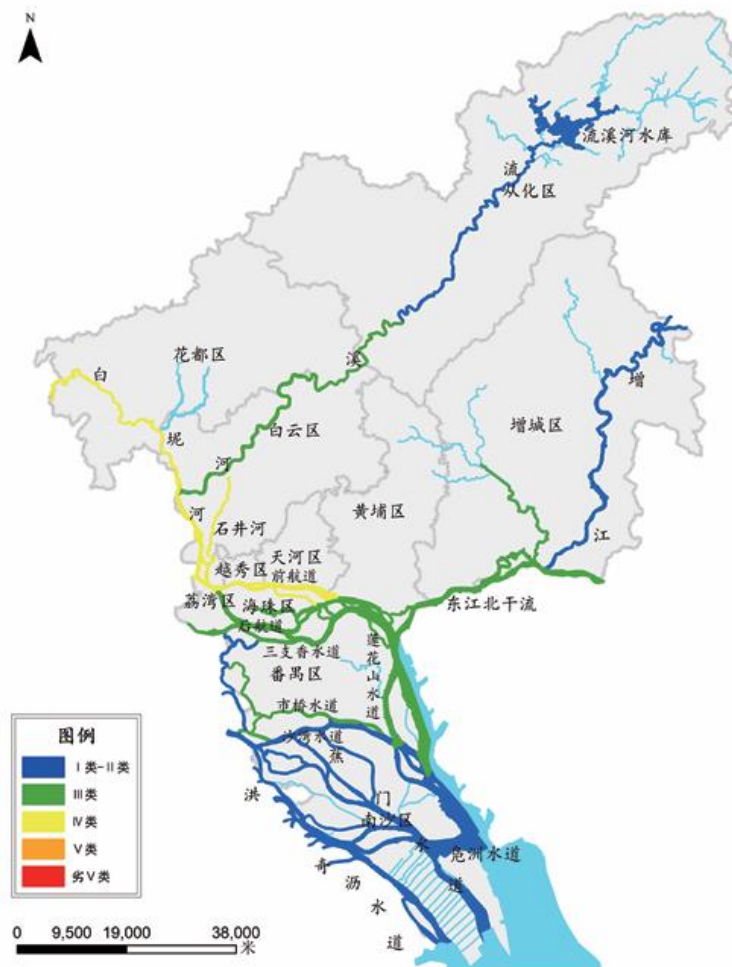 N
流溪河水库
流
从化区
花都区
溪
白
增
坭
白云区
增城区
河
河
石井河
黄埔区
江
天河区
越秀区
前航道
荔湾区
海珠区
后航道
东江北干流
三支香水道
莲花山水道
番禺区
市桥水道
沙湾水道
蕉
洪
门
南沙区
水
凫洲水道
道
奇
沥
水
道
图例
Ⅰ类-Ⅱ类
Ⅲ类
Ⅳ类
Ⅴ类
劣Ⅴ类
0 9,500 19,000 38,000
米